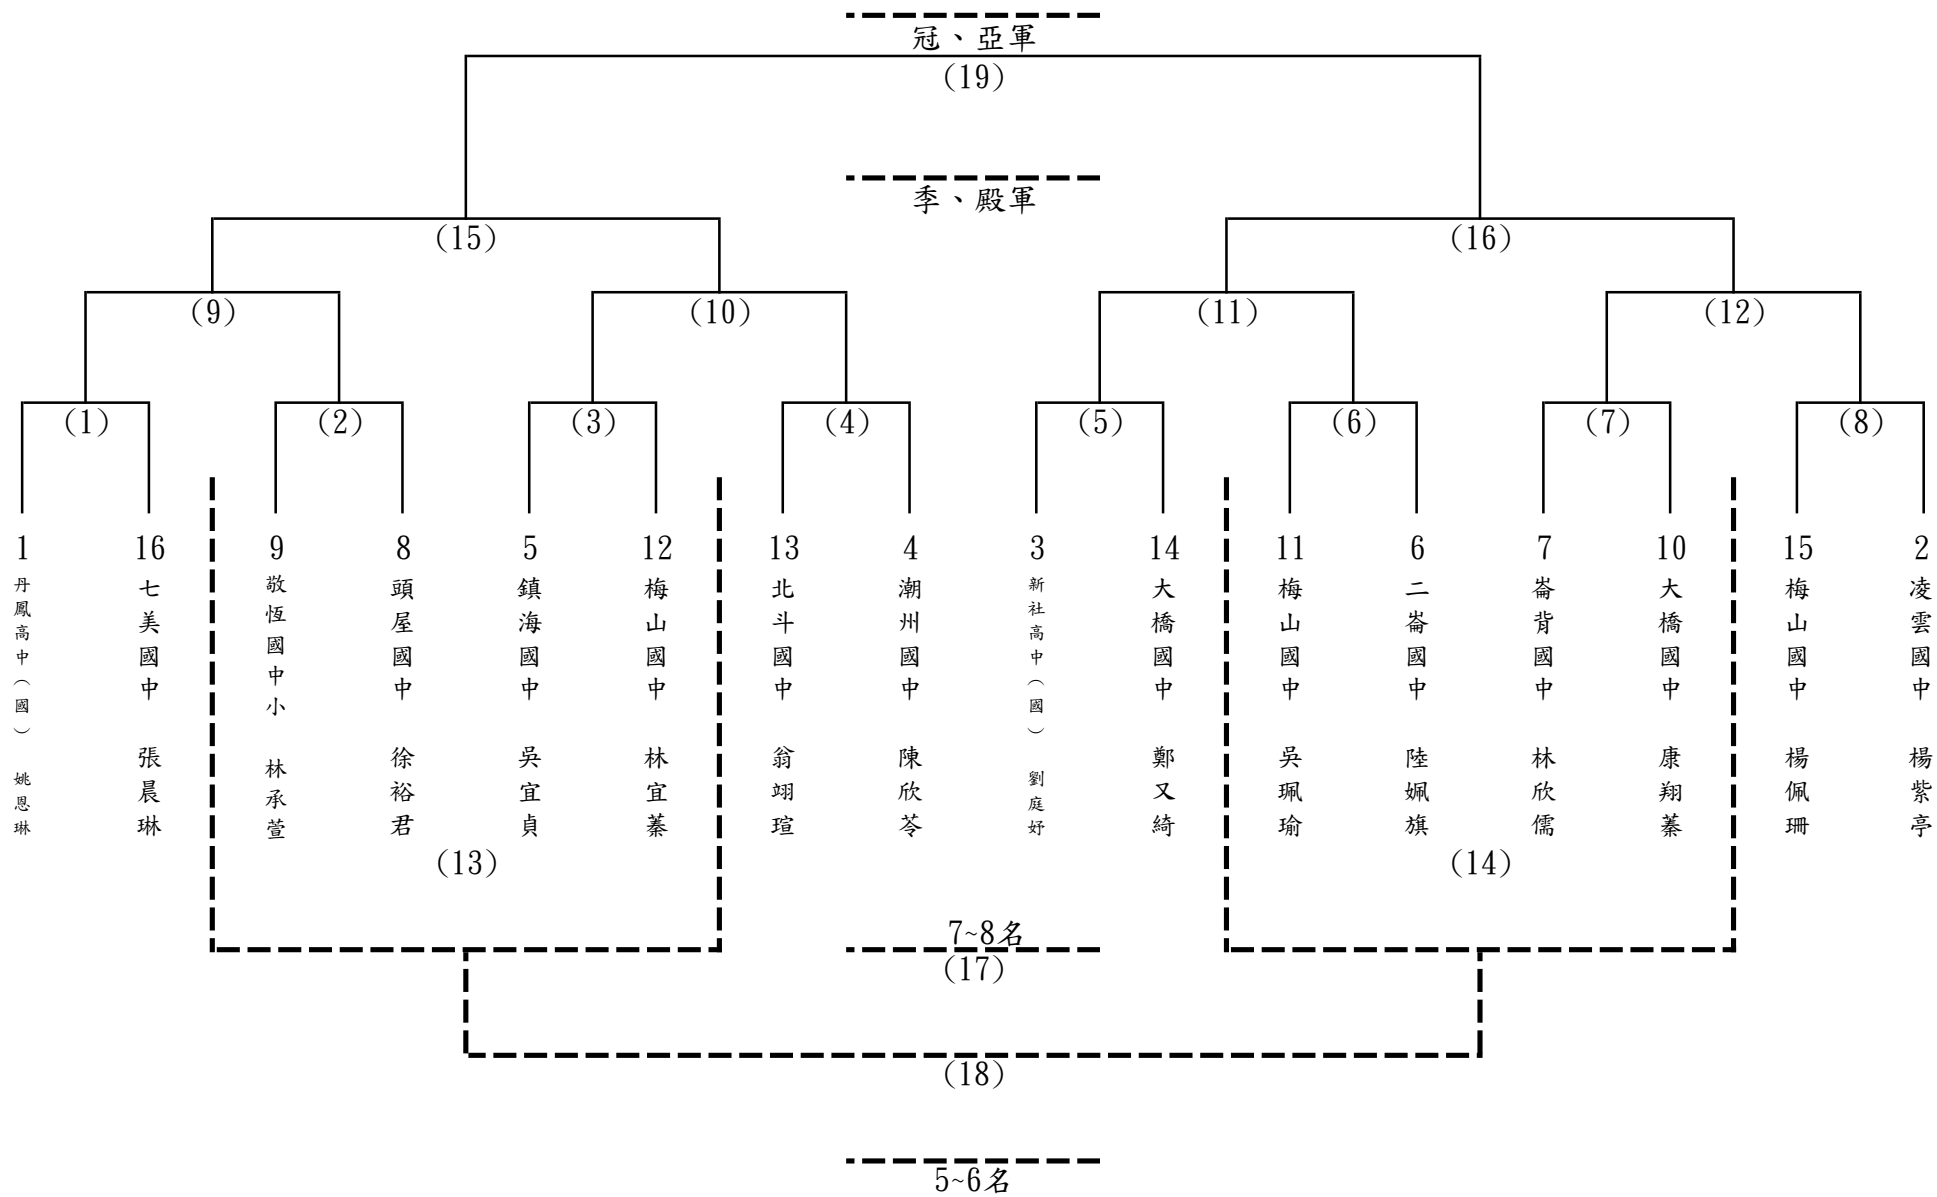 冠、亞軍
(19)
季、殿軍
(15)
(16)
(9)
(10)
(11)
(12)
(1)
(2)
(3)
(4)
(5)
(6)
(7)
(8)
1 丹鳳高中（國） 姚恩琳
16 七美國中 張晨琳
9 敬恆國中小 林承萱
8 頭屋國中 徐裕君
5 鎮海國中 吳宜貞
12 梅山國中 林宜蓁
13 北斗國中 翁翊瑄
4 潮州國中 陳欣苓
3 新社高中（國） 劉庭妤
14 大橋國中 鄭又綺
11 梅山國中 吳珮瑜
6 二崙國中 陸姵旗
7 崙背國中 林欣儒
10 大橋國中 康翔蓁
15 梅山國中 楊佩珊
2 凌雲國中 楊紫亭
(13)
(14)
7~8名
(17)
(18)
5~6名